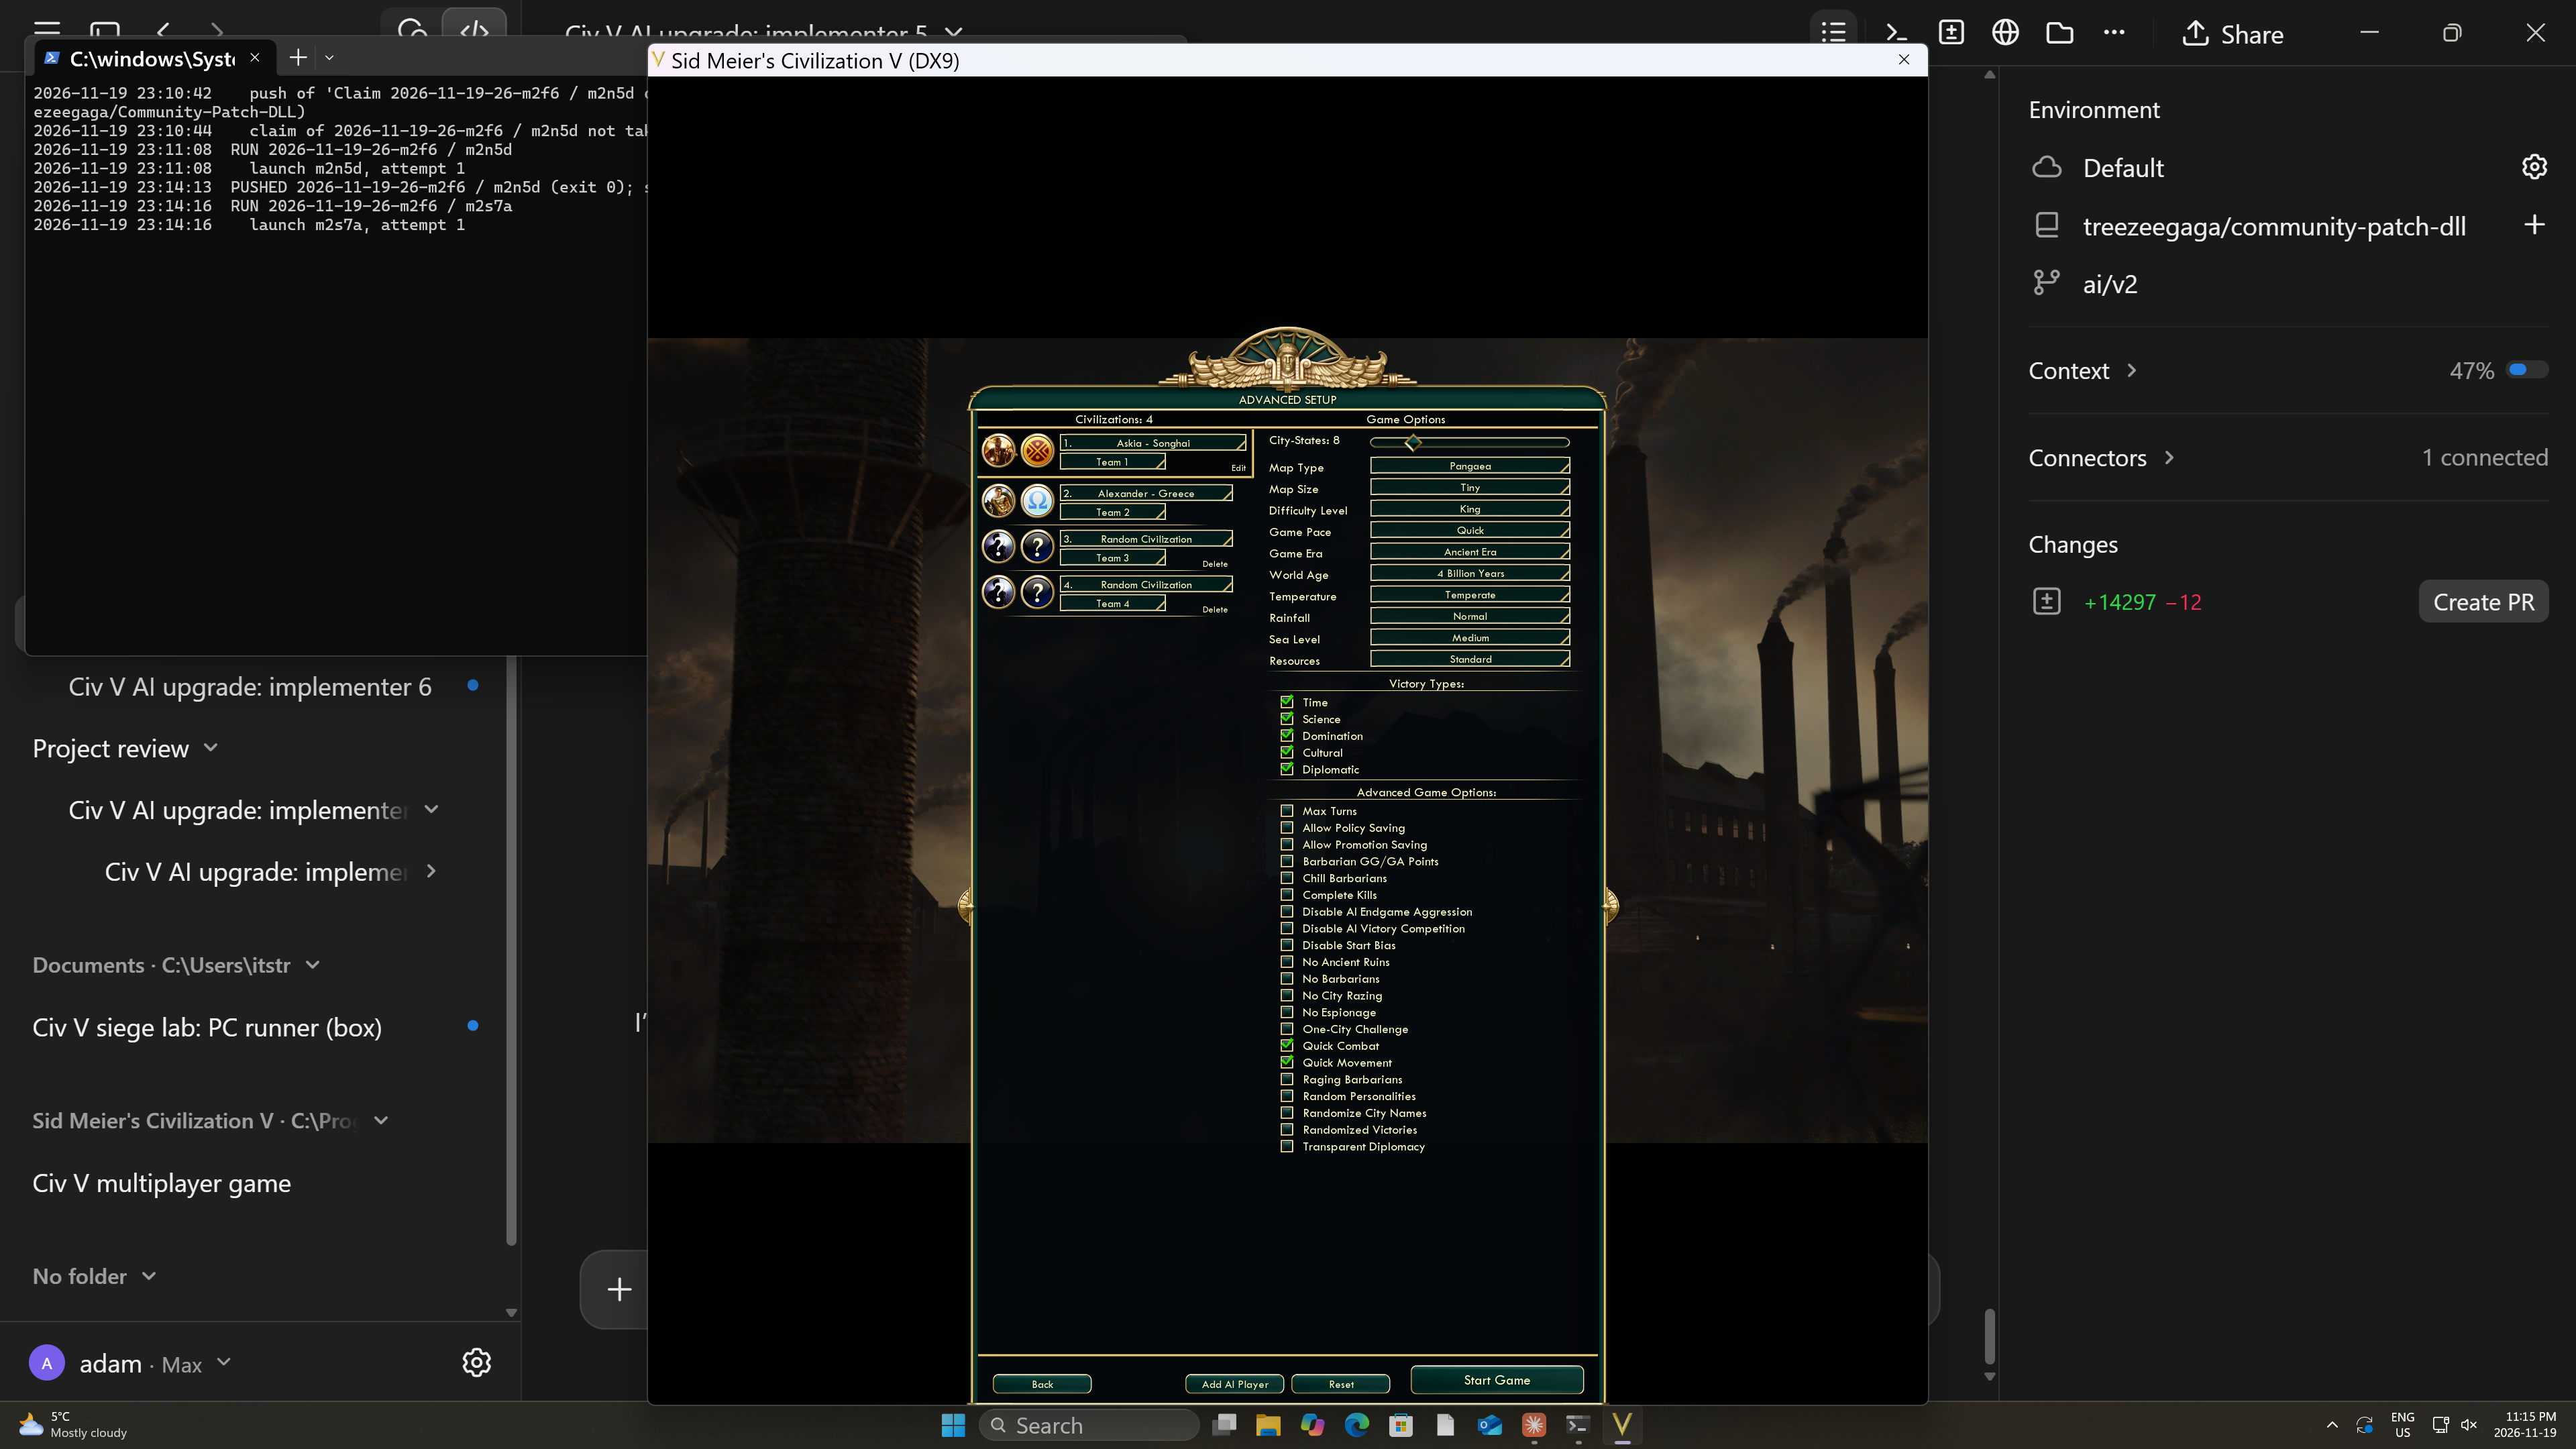 Civ V AI upgrade: implementer 5
Share
C:\windows\Syst
2026-11-19 23:10:42    push of 'Claim 2026-11-19-26-m2f6 / m2n5d
ezeegaga/Community-Patch-DLL)
2026-11-19 23:10:44    claim of 2026-11-19-26-m2f6 / m2n5d not tak
2026-11-19 23:11:08  RUN 2026-11-19-26-m2f6 / m2n5d
2026-11-19 23:11:08    launch m2n5d, attempt 1
2026-11-19 23:14:13  PUSHED 2026-11-19-26-m2f6 / m2n5d (exit 0);
2026-11-19 23:14:16  RUN 2026-11-19-26-m2f6 / m2s7a
2026-11-19 23:14:16    launch m2s7a, attempt 1
Civ V AI upgrade: implementer 6
Project review
Civ V AI upgrade: implementer
Civ V AI upgrade: implemer
Documents · C:\Users\itstr
Civ V siege lab: PC runner (box)
Sid Meier's Civilization V · C:\Prog
Civ V multiplayer game
No folder
A adam · Max
I'
Sid Meier's Civilization V (DX9)
ADVANCED SETUP
Civilizations: 4
1. Askia - Songhai
Team 1
Edit
2. Alexander - Greece
Team 2
3. Random Civilization
Team 3
Delete
4. Random Civilization
Team 4
Delete
Game Options
City-States: 8
Map Type Pangaea
Map Size Tiny
Difficulty Level King
Game Pace Quick
Game Era Ancient Era
World Age 4 Billion Years
Temperature Temperate
Rainfall Normal
Sea Level Medium
Resources Standard
Victory Types:
Time
Science
Domination
Cultural
Diplomatic
Advanced Game Options:
Max Turns
Allow Policy Saving
Allow Promotion Saving
Barbarian GG/GA Points
Chill Barbarians
Complete Kills
Disable AI Endgame Aggression
Disable AI Victory Competition
Disable Start Bias
No Ancient Ruins
No Barbarians
No City Razing
No Espionage
One-City Challenge
Quick Combat
Quick Movement
Raging Barbarians
Random Personalities
Randomize City Names
Randomized Victories
Transparent Diplomacy
Back
Add AI Player
Reset
Start Game
Environment
Default
treezeegaga/community-patch-dll
ai/v2
Context 47%
Connectors 1 connected
Changes
+14297 −12
Create PR
5°C
Mostly cloudy
Search
ENG
US
11:15 PM
2026-11-19